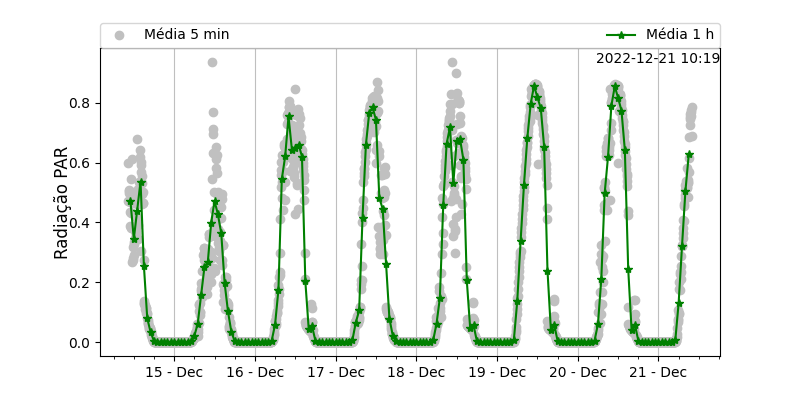 Média 5 min
Média 1 h
2022-12-21 10:19
Radiação PAR
0.8
0.6
0.4
0.2
0.0
15 - Dec
16 - Dec
17 - Dec
18 - Dec
19 - Dec
20 - Dec
21 - Dec